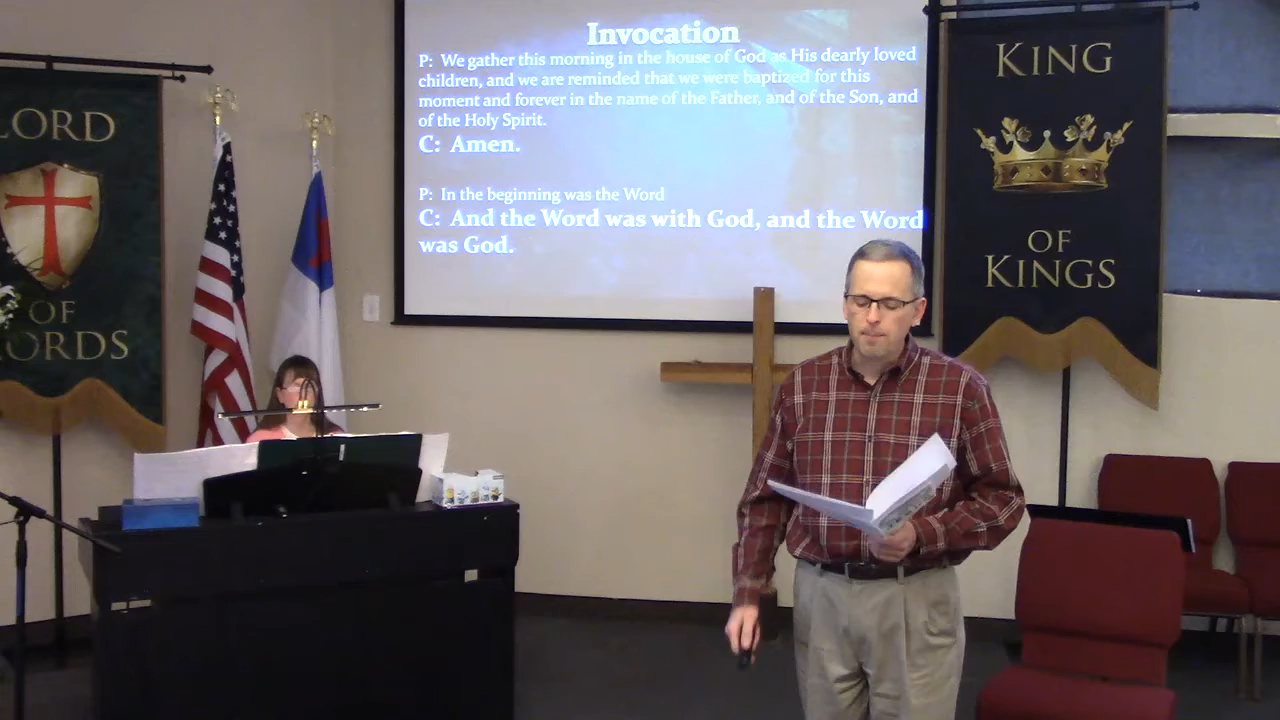 Invocation
P: We gather this morning in the house of God as His dearly loved
children, and we are reminded that we were baptized for this
moment and forever in the name of the Father, and of the Son, and
of the Holy Spirit.
C: Amen.
P: In the beginning was the Word
C: And the Word was with God, and the Word
was God.
LORD
OF
LORDS
KING
OF
KINGS